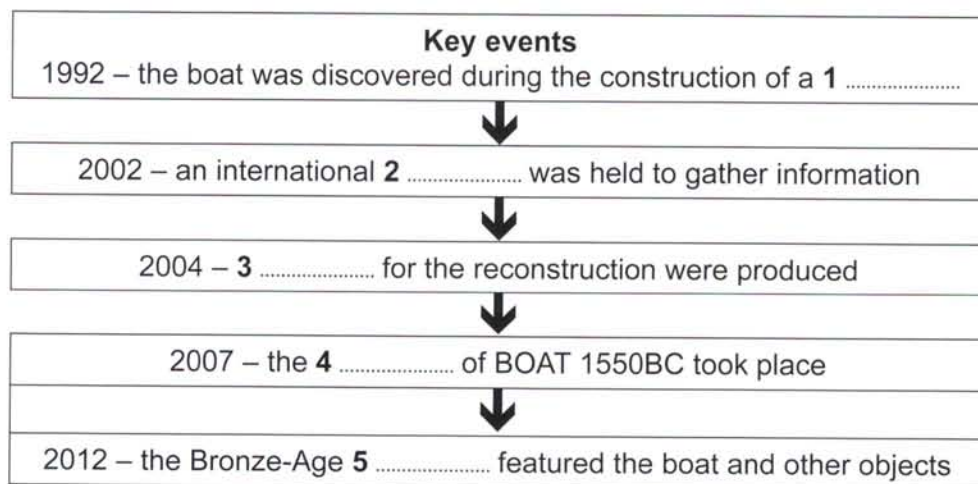 Key events
1992 – the boat was discovered during the construction of a 1 .....................
2002 – an international 2 ..................... was held to gather information
2004 – 3 ..................... for the reconstruction were produced
2007 – the 4 ..................... of BOAT 1550BC took place
2012 – the Bronze-Age 5 ..................... featured the boat and other objects